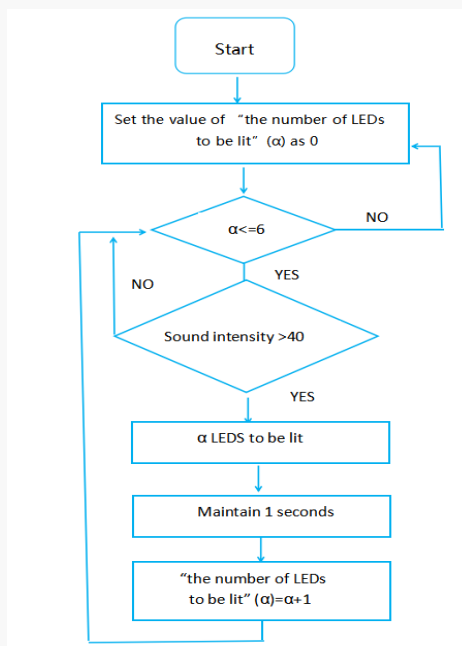 Start
Set the value of “the number of LEDs
to be lit” (α) as 0
α<=6
NO
YES
NO
Sound intensity >40
YES
α LEDS to be lit
Maintain 1 seconds
“the number of LEDs
to be lit” (α)=α+1